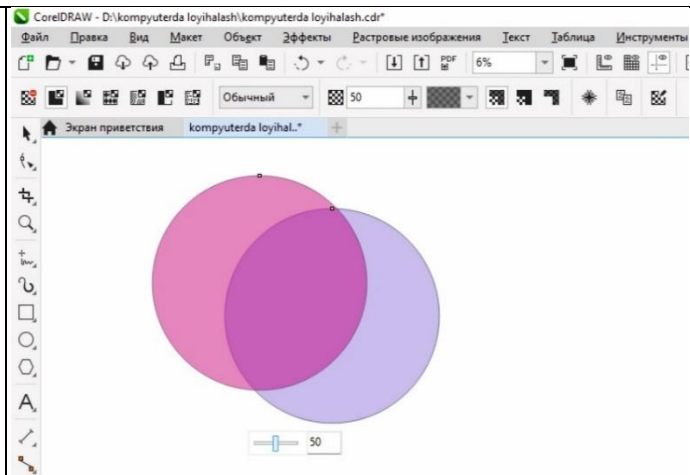 CorelDRAW - D:\kompyuterda loyihalash\kompyuterda loyihalash.cdr*
Файл Правка Вид Макет Объект Эффекты Растровые изображения Текст Таблица Инструменты
PDF 6%
Обычный 50
Экран приветствия kompyuterda loyihal..*
A
50